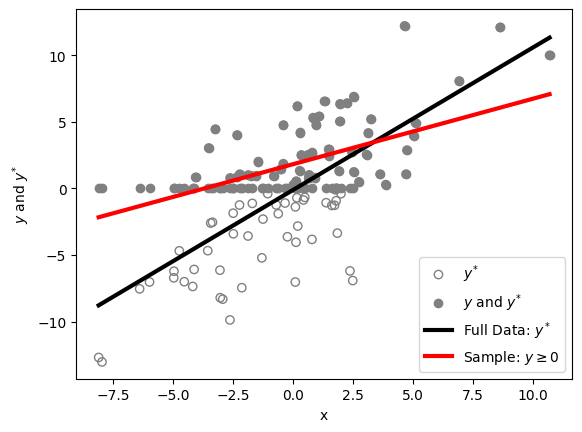 y and y*
10
5
0
−5
−10
−7.5
−5.0
−2.5
0.0
2.5
5.0
7.5
10.0
x
y*
y and y*
Full Data: y*
Sample: y ≥ 0